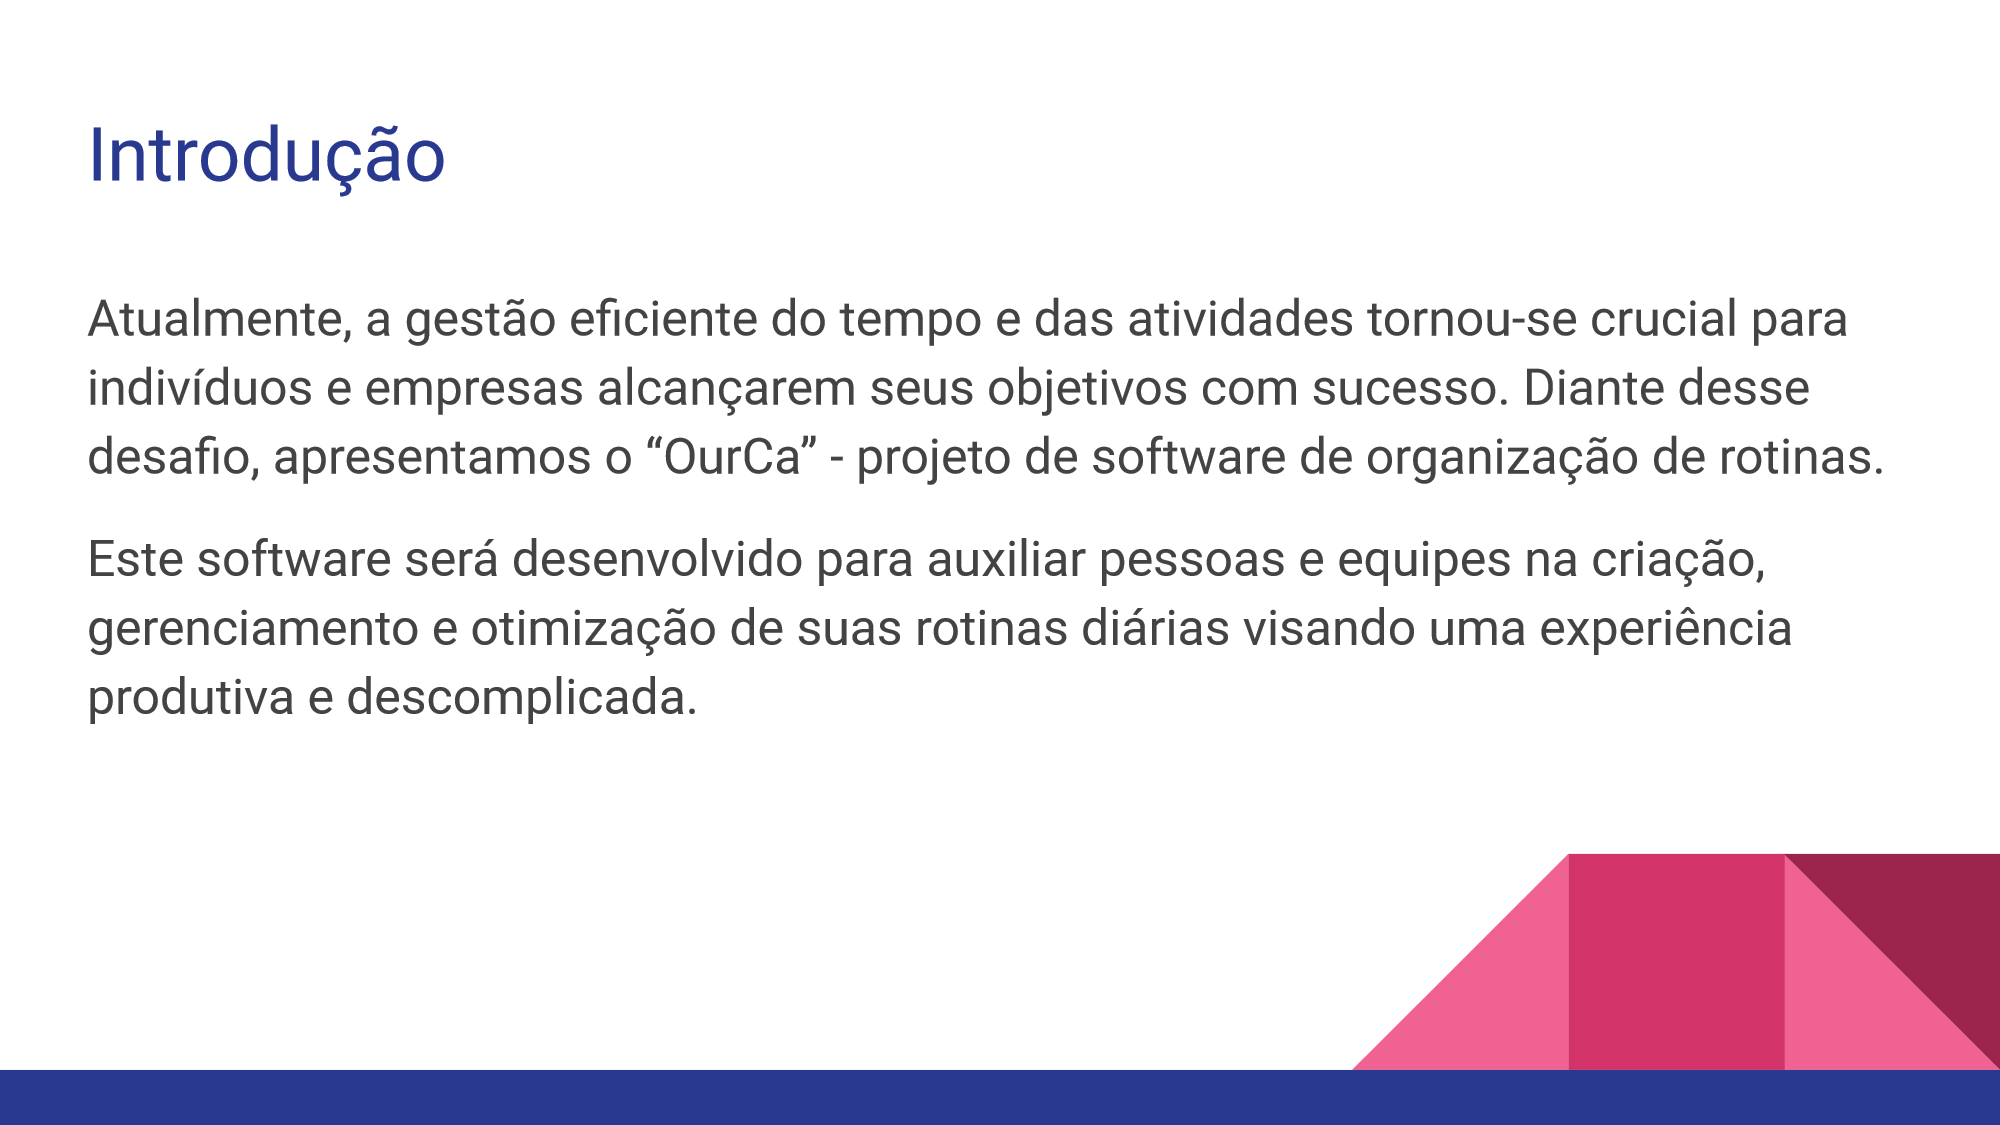 Introdução
Atualmente, a gestão eficiente do tempo e das atividades tornou-se crucial para
indivíduos e empresas alcançarem seus objetivos com sucesso. Diante desse
desafio, apresentamos o “OurCa” - projeto de software de organização de rotinas.
Este software será desenvolvido para auxiliar pessoas e equipes na criação,
gerenciamento e otimização de suas rotinas diárias visando uma experiência
produtiva e descomplicada.